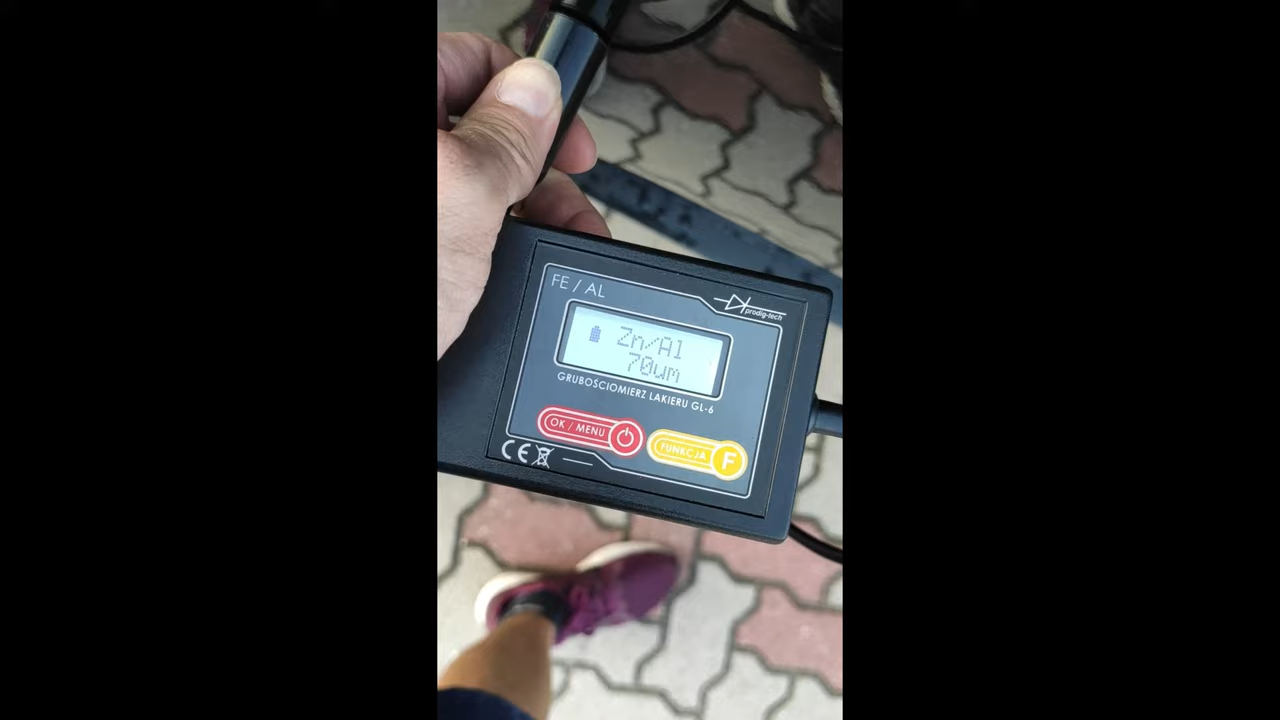 FE / AL
prodig-tech
Zn/Al
70um
GRUBOŚCIOMIERZ LAKIERU GL-6
OK / MENU
FUNKCJA F
CE